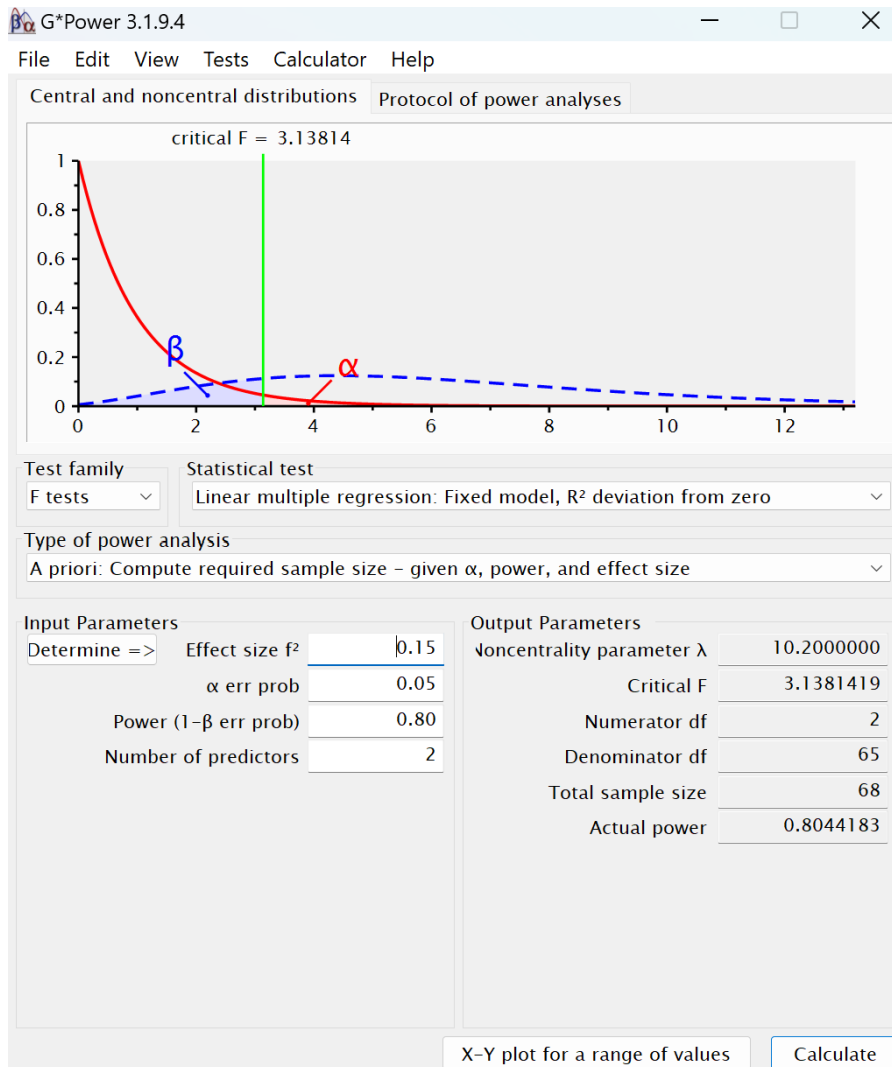 G*Power 3.1.9.4
File Edit View Tests Calculator Help
Central and noncentral distributions Protocol of power analyses
critical F = 3.13814
1
0.8
0.6
0.4
0.2
0
β
α
0 2 4 6 8 10 12
Test family Statistical test
F tests Linear multiple regression: Fixed model, R² deviation from zero
Type of power analysis
A priori: Compute required sample size – given α, power, and effect size
Input Parameters
Determine => Effect size f² 0.15
α err prob 0.05
Power (1–β err prob) 0.80
Number of predictors 2
Output Parameters
Noncentrality parameter λ 10.2000000
Critical F 3.1381419
Numerator df 2
Denominator df 65
Total sample size 68
Actual power 0.8044183
X–Y plot for a range of values Calculate